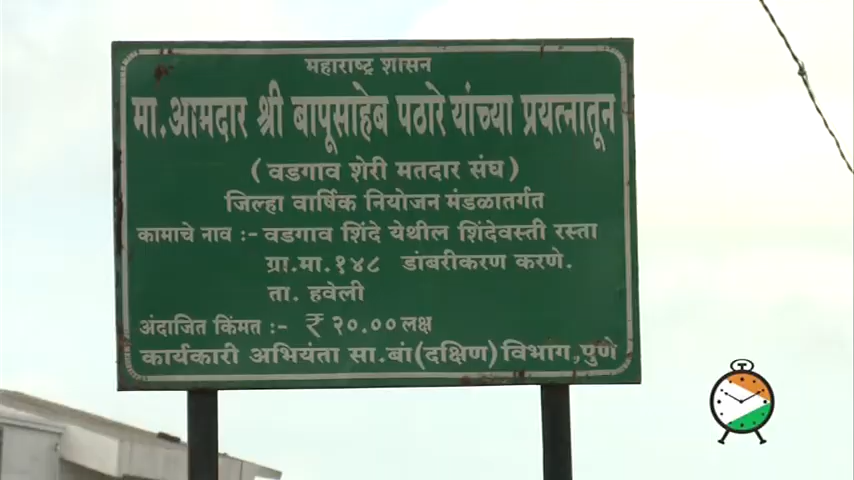 महाराष्ट्र शासन
मा.आमदार श्री बापूसाहेब पठारे यांच्या प्रयत्नातून
(वडगाव शेरी मतदार संघ)
जिल्हा वार्षिक नियोजन मंडळातर्गत
कामाचे नाव :- वडगाव शिंदे येथील शिंदेवस्ती रस्ता
ग्रा.मा.१४८ डांबरीकरण करणे.
ता. हवेली
अंदाजित किंमत :- ₹ २०.०० लक्ष
कार्यकारी अभियंता सा.बां(दक्षिण)विभाग,पुणे